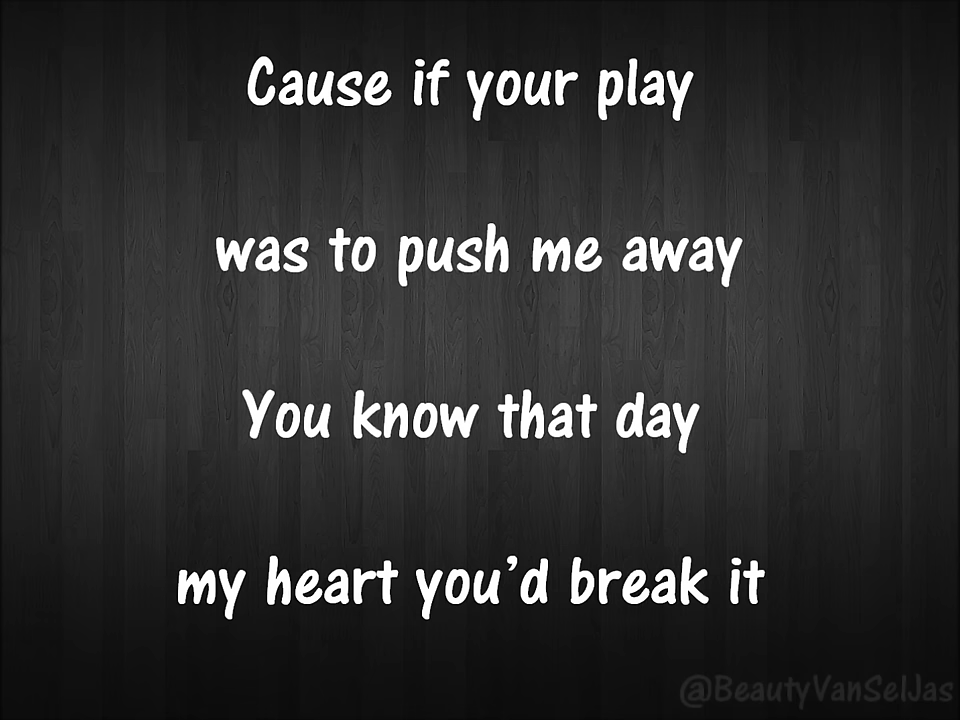 Cause if your play
was to push me away
You know that day
my heart you’d break it
@BeautyVanSelJas